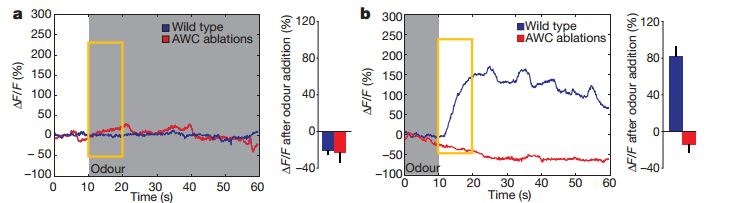 a
300
250
200
150
100
50
0
−50
−100
ΔF/F (%)
Wild type
AWC ablations
Odour
0 10 20 30 40 50 60
Time (s)
ΔF/F after odour addition (%)
120
80
40
0
−40
b
300
250
200
150
100
50
0
−50
−100
ΔF/F (%)
Wild type
AWC ablations
Odour
0 10 20 30 40 50 60
Time (s)
ΔF/F after odour addition (%)
120
80
40
0
−40